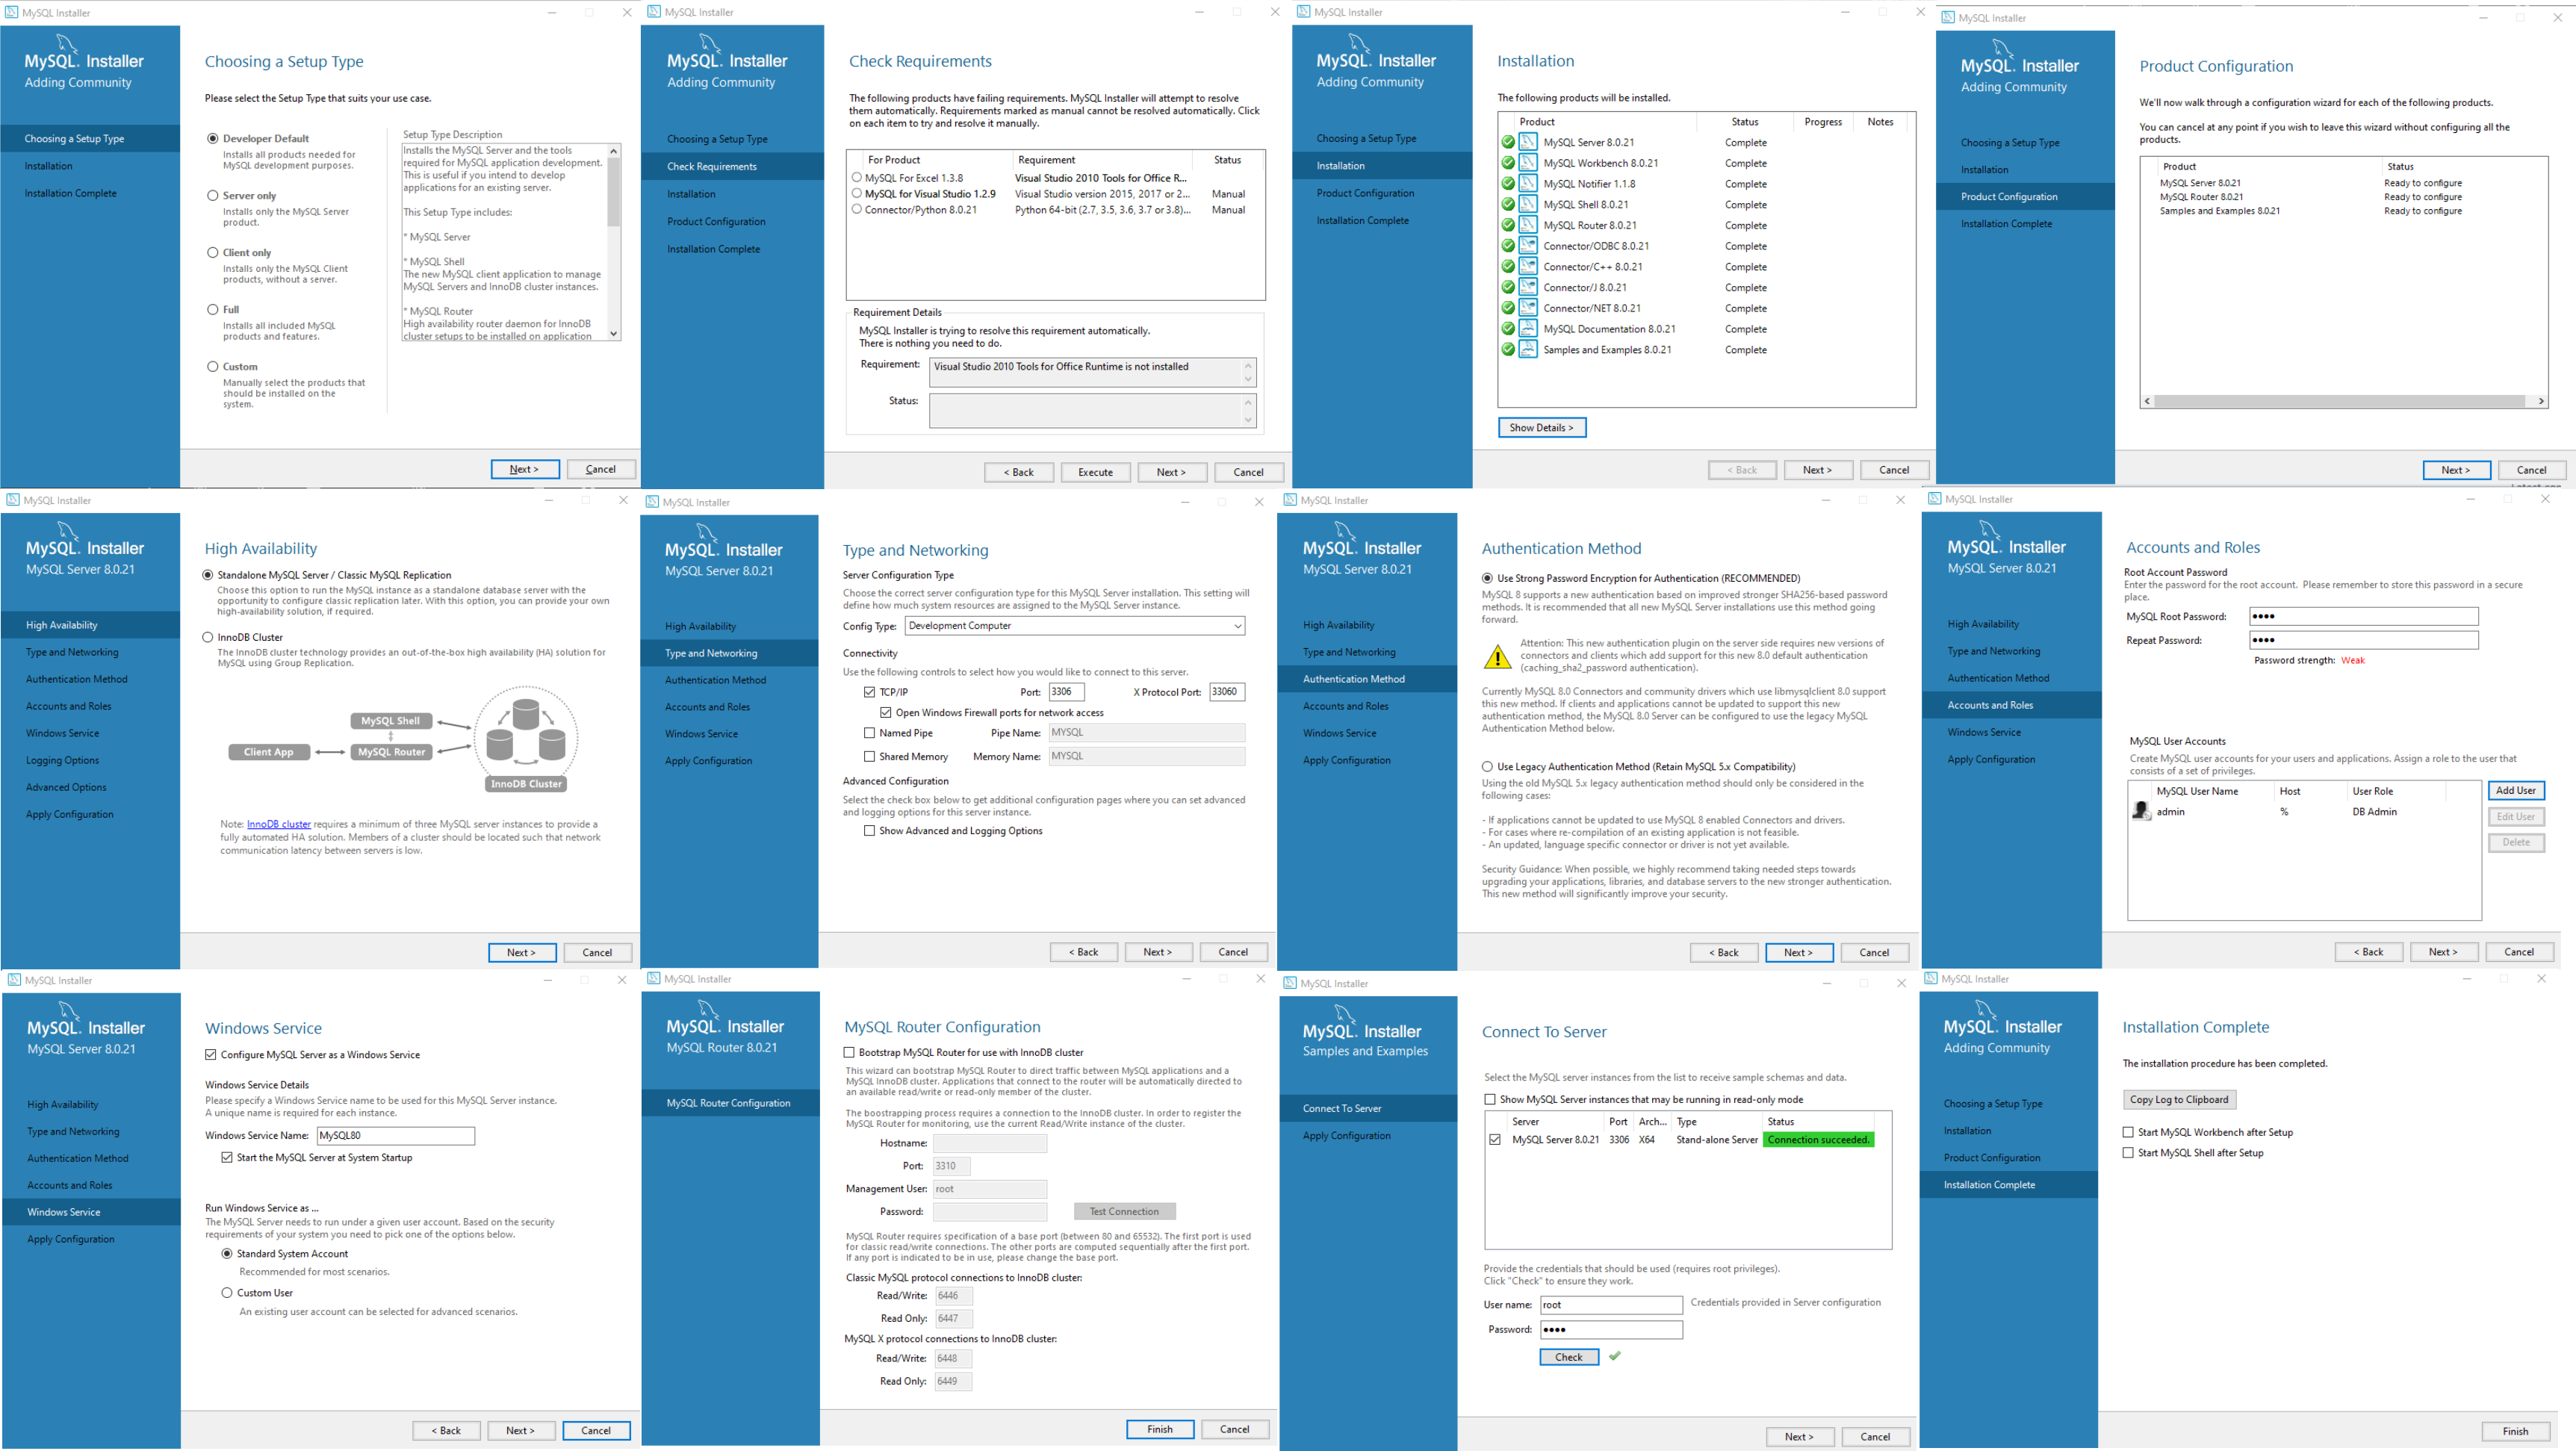 MySQL Installer
MySQL. Installer
Adding Community
Choosing a Setup Type
Installation
Installation Complete
Choosing a Setup Type
Please select the Setup Type that suits your use case.
Developer Default
Installs all products needed for
MySQL development purposes.
Server only
Installs only the MySQL Server
product.
Client only
Installs only the MySQL Client
products, without a server.
Full
Installs all included MySQL
products and features.
Custom
Manually select the products that
should be installed on the
system.
Setup Type Description
Installs the MySQL Server and the tools
required for MySQL application development.
This is useful if you intend to develop
applications for an existing server.
This Setup Type includes:
* MySQL Server
* MySQL Shell
The new MySQL client application to manage
MySQL Servers and InnoDB cluster instances.
* MySQL Router
High availability router daemon for InnoDB
cluster setups to be installed on application
Next >
Cancel
MySQL Installer
MySQL. Installer
Adding Community
Choosing a Setup Type
Check Requirements
Installation
Product Configuration
Installation Complete
Check Requirements
The following products have failing requirements. MySQL Installer will attempt to resolve
them automatically. Requirements marked as manual cannot be resolved automatically. Click
on each item to try and resolve it manually.
For Product Requirement Status
MySQL For Excel 1.3.8 Visual Studio 2010 Tools for Office R...
MySQL for Visual Studio 1.2.9 Visual Studio version 2015, 2017 or 2... Manual
Connector/Python 8.0.21 Python 64-bit (2.7, 3.5, 3.6, 3.7 or 3.8)... Manual
Requirement Details
MySQL Installer is trying to resolve this requirement automatically.
There is nothing you need to do.
Requirement: Visual Studio 2010 Tools for Office Runtime is not installed
Status:
< Back
Execute
Next >
Cancel
MySQL Installer
MySQL. Installer
Adding Community
Choosing a Setup Type
Installation
Product Configuration
Installation Complete
Installation
The following products will be installed.
Product Status Progress Notes
MySQL Server 8.0.21 Complete
MySQL Workbench 8.0.21 Complete
MySQL Notifier 1.1.8 Complete
MySQL Shell 8.0.21 Complete
MySQL Router 8.0.21 Complete
Connector/ODBC 8.0.21 Complete
Connector/C++ 8.0.21 Complete
Connector/J 8.0.21 Complete
Connector/NET 8.0.21 Complete
MySQL Documentation 8.0.21 Complete
Samples and Examples 8.0.21 Complete
Show Details >
< Back
Next >
Cancel
MySQL Installer
MySQL. Installer
Adding Community
Choosing a Setup Type
Installation
Product Configuration
Installation Complete
Product Configuration
We'll now walk through a configuration wizard for each of the following products.
You can cancel at any point if you wish to leave this wizard without configuring all the
products.
Product Status
MySQL Server 8.0.21 Ready to configure
MySQL Router 8.0.21 Ready to configure
Samples and Examples 8.0.21 Ready to configure
Next >
Cancel
MySQL Installer
MySQL. Installer
MySQL Server 8.0.21
High Availability
Type and Networking
Authentication Method
Accounts and Roles
Windows Service
Logging Options
Advanced Options
Apply Configuration
High Availability
Standalone MySQL Server / Classic MySQL Replication
Choose this option to run the MySQL instance as a standalone database server with the
opportunity to configure classic replication later. With this option, you can provide your own
high-availability solution, if required.
InnoDB Cluster
The InnoDB cluster technology provides an out-of-the-box high availability (HA) solution for
MySQL using Group Replication.
MySQL Shell
Client App
MySQL Router
InnoDB Cluster
Note: InnoDB cluster requires a minimum of three MySQL server instances to provide a
fully automated HA solution. Members of a cluster should be located such that network
communication latency between servers is low.
Next >
Cancel
MySQL Installer
MySQL. Installer
MySQL Server 8.0.21
High Availability
Type and Networking
Authentication Method
Accounts and Roles
Windows Service
Apply Configuration
Type and Networking
Server Configuration Type
Choose the correct server configuration type for this MySQL Server installation. This setting will
define how much system resources are assigned to the MySQL Server instance.
Config Type: Development Computer
Connectivity
Use the following controls to select how you would like to connect to this server.
TCP/IP Port: 3306 X Protocol Port: 33060
Open Windows Firewall ports for network access
Named Pipe Pipe Name: MYSQL
Shared Memory Memory Name: MYSQL
Advanced Configuration
Select the check box below to get additional configuration pages where you can set advanced
and logging options for this server instance.
Show Advanced and Logging Options
< Back
Next >
Cancel
MySQL Installer
MySQL. Installer
MySQL Server 8.0.21
High Availability
Type and Networking
Authentication Method
Accounts and Roles
Windows Service
Apply Configuration
Authentication Method
Use Strong Password Encryption for Authentication (RECOMMENDED)
MySQL 8 supports a new authentication based on improved stronger SHA256-based password
methods. It is recommended that all new MySQL Server installations use this method going
forward.
Attention: This new authentication plugin on the server side requires new versions of
connectors and clients which add support for this new 8.0 default authentication
(caching_sha2_password authentication).
Currently MySQL 8.0 Connectors and community drivers which use libmysqlclient 8.0 support
this new method. If clients and applications cannot be updated to support this new
authentication method, the MySQL 8.0 Server can be configured to use the legacy MySQL
Authentication Method below.
Use Legacy Authentication Method (Retain MySQL 5.x Compatibility)
Using the old MySQL 5.x legacy authentication method should only be considered in the
following cases:
- If applications cannot be updated to use MySQL 8 enabled Connectors and drivers.
- For cases where re-compilation of an existing application is not feasible.
- An updated, language specific connector or driver is not yet available.
Security Guidance: When possible, we highly recommend taking needed steps towards
upgrading your applications, libraries, and database servers to the new stronger authentication.
This new method will significantly improve your security.
< Back
Next >
Cancel
MySQL Installer
MySQL. Installer
MySQL Server 8.0.21
High Availability
Type and Networking
Authentication Method
Accounts and Roles
Windows Service
Apply Configuration
Accounts and Roles
Root Account Password
Enter the password for the root account. Please remember to store this password in a secure
place.
MySQL Root Password: ••••
Repeat Password: ••••
Password strength: Weak
MySQL User Accounts
Create MySQL user accounts for your users and applications. Assign a role to the user that
consists of a set of privileges.
MySQL User Name Host User Role
admin % DB Admin
Add User
Edit User
Delete
< Back
Next >
Cancel
MySQL Installer
MySQL. Installer
MySQL Server 8.0.21
High Availability
Type and Networking
Authentication Method
Accounts and Roles
Windows Service
Apply Configuration
Windows Service
Configure MySQL Server as a Windows Service
Windows Service Details
Please specify a Windows Service name to be used for this MySQL Server instance.
A unique name is required for each instance.
Windows Service Name: MySQL80
Start the MySQL Server at System Startup
Run Windows Service as ...
The MySQL Server needs to run under a given user account. Based on the security
requirements of your system you need to pick one of the options below.
Standard System Account
Recommended for most scenarios.
Custom User
An existing user account can be selected for advanced scenarios.
< Back
Next >
Cancel
MySQL Installer
MySQL. Installer
MySQL Router 8.0.21
MySQL Router Configuration
MySQL Router Configuration
Bootstrap MySQL Router for use with InnoDB cluster
This wizard can bootstrap MySQL Router to direct traffic between MySQL applications and a
MySQL InnoDB cluster. Applications that connect to the router will be automatically directed to
an available read/write or read-only member of the cluster.
The boostrapping process requires a connection to the InnoDB cluster. In order to register the
MySQL Router for monitoring, use the current Read/Write instance of the cluster.
Hostname:
Port: 3310
Management User: root
Password:
Test Connection
MySQL Router requires specification of a base port (between 80 and 65532). The first port is used
for classic read/write connections. The other ports are computed sequentially after the first port.
If any port is indicated to be in use, please change the base port.
Classic MySQL protocol connections to InnoDB cluster:
Read/Write: 6446
Read Only: 6447
MySQL X protocol connections to InnoDB cluster:
Read/Write: 6448
Read Only: 6449
Finish
Cancel
MySQL Installer
MySQL. Installer
Samples and Examples
Connect To Server
Apply Configuration
Connect To Server
Select the MySQL server instances from the list to receive sample schemas and data.
Show MySQL Server instances that may be running in read-only mode
Server Port Arch... Type Status
MySQL Server 8.0.21 3306 X64 Stand-alone Server Connection succeeded.
Provide the credentials that should be used (requires root privileges).
Click "Check" to ensure they work.
User name: root Credentials provided in Server configuration
Password: ••••
Check
Next >
Cancel
MySQL Installer
MySQL. Installer
Adding Community
Choosing a Setup Type
Installation
Product Configuration
Installation Complete
Installation Complete
The installation procedure has been completed.
Copy Log to Clipboard
Start MySQL Workbench after Setup
Start MySQL Shell after Setup
Finish